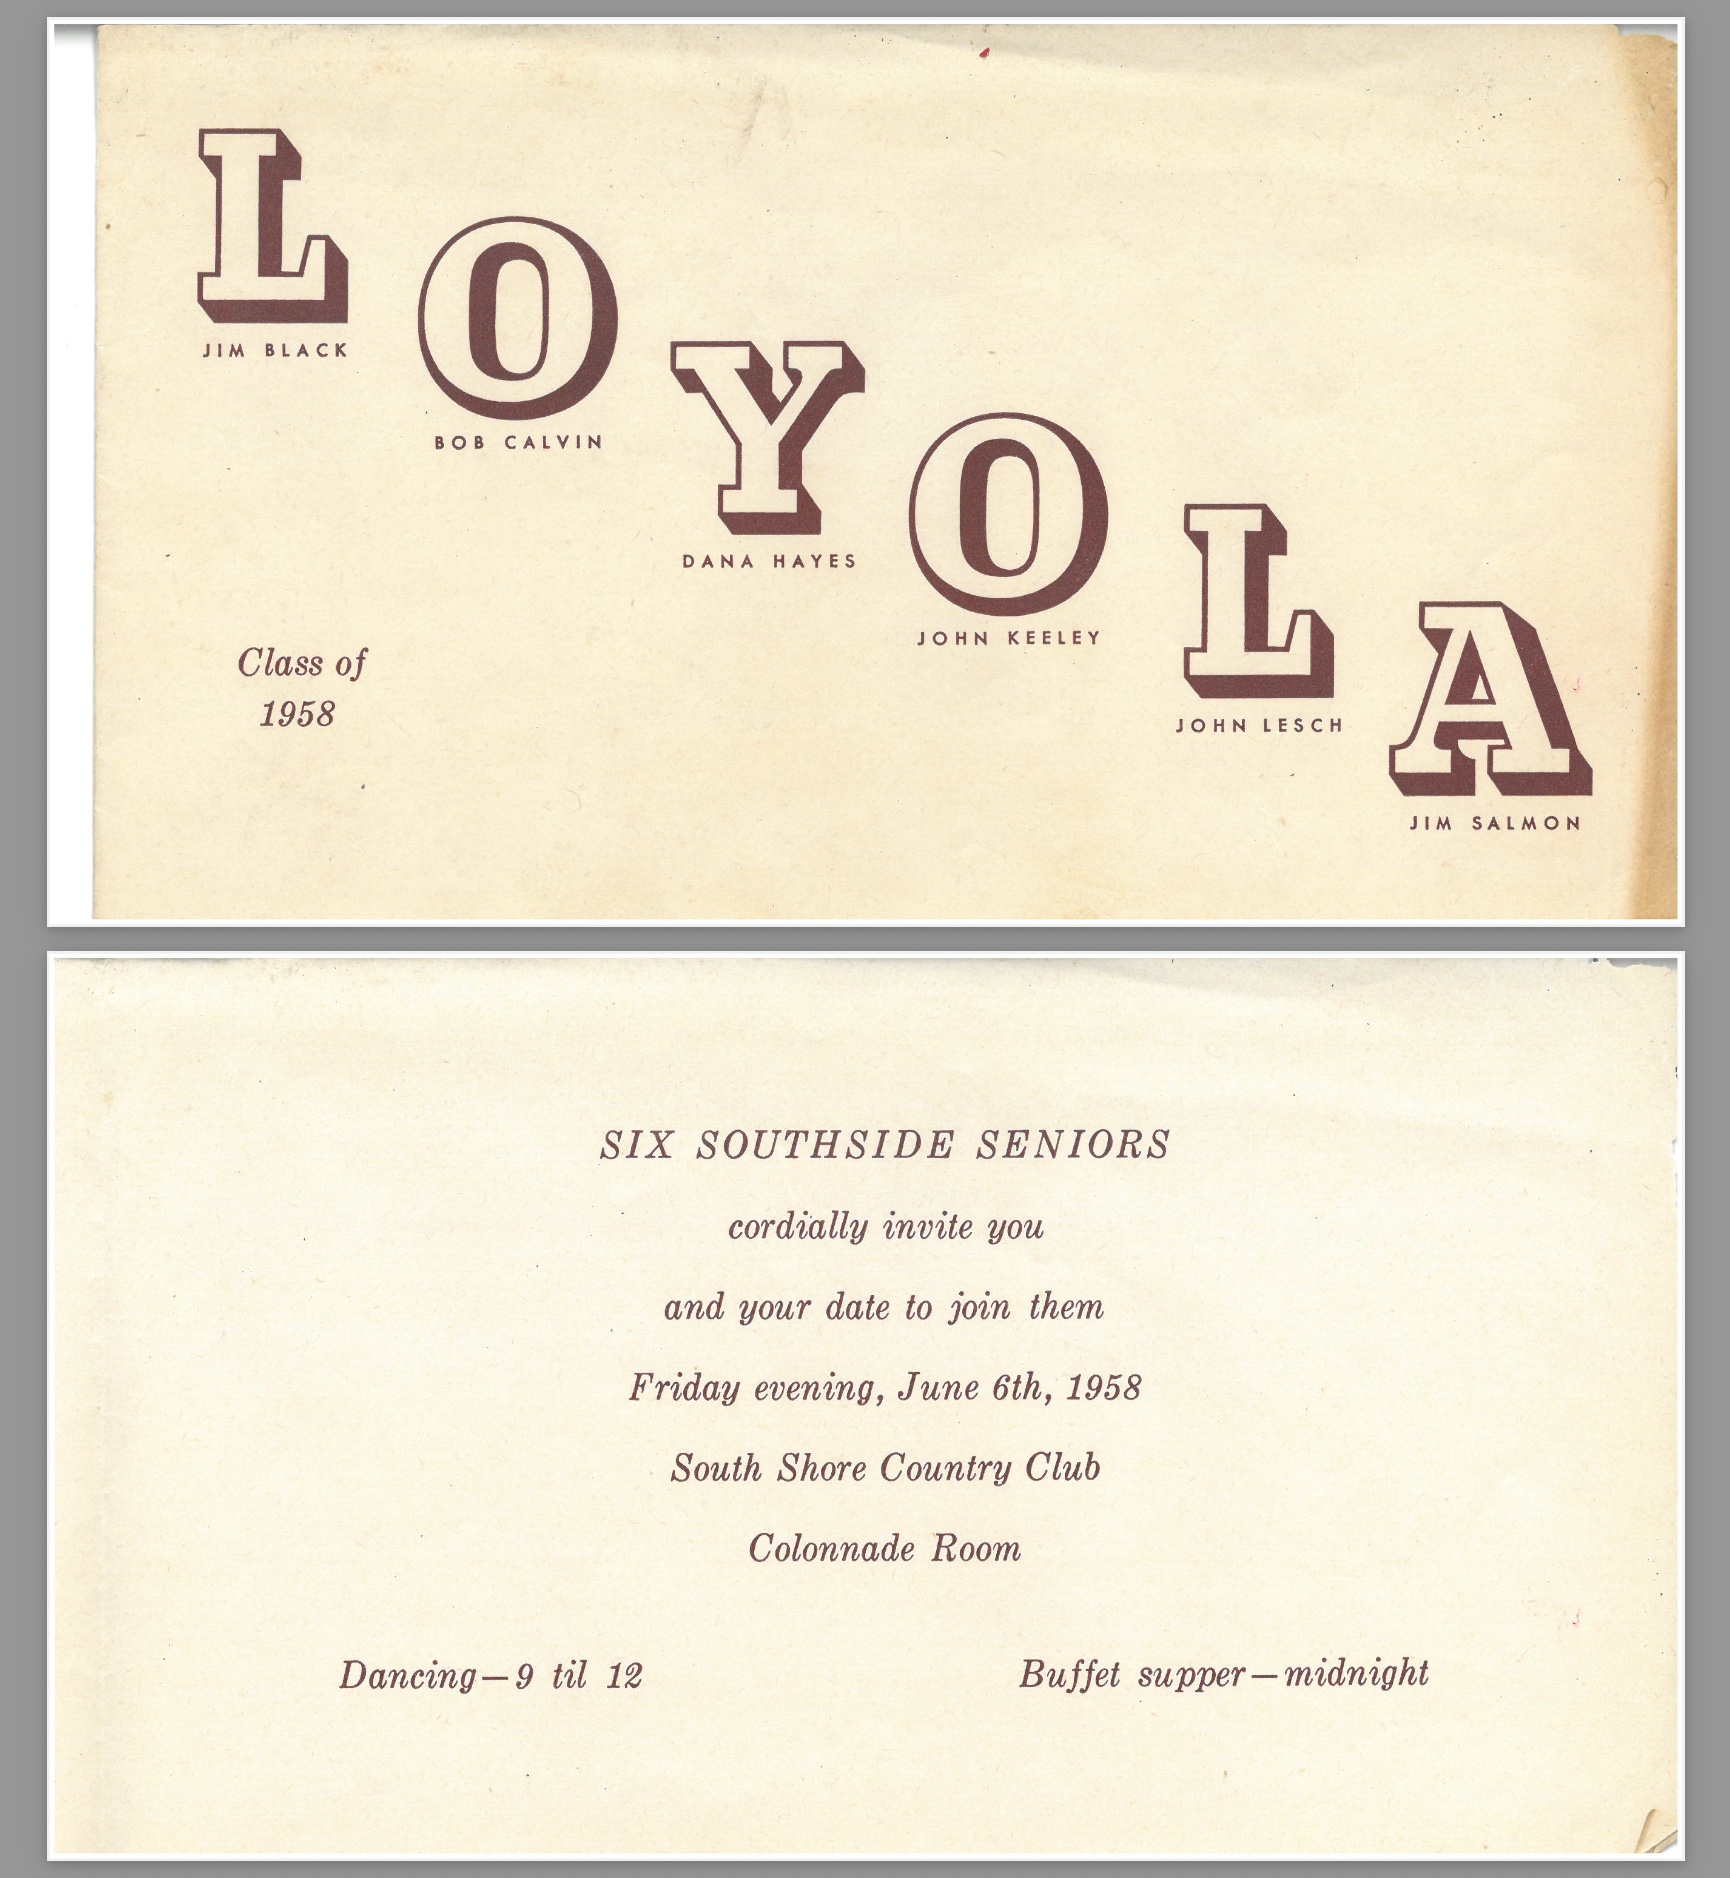 LOYOLA
JIM BLACK
BOB CALVIN
DANA HAYES
JOHN KEELEY
JOHN LESCH
JIM SALMON
Class of
1958
SIX SOUTHSIDE SENIORS
cordially invite you
and your date to join them
Friday evening, June 6th, 1958
South Shore Country Club
Colonnade Room
Dancing—9 til 12
Buffet supper—midnight